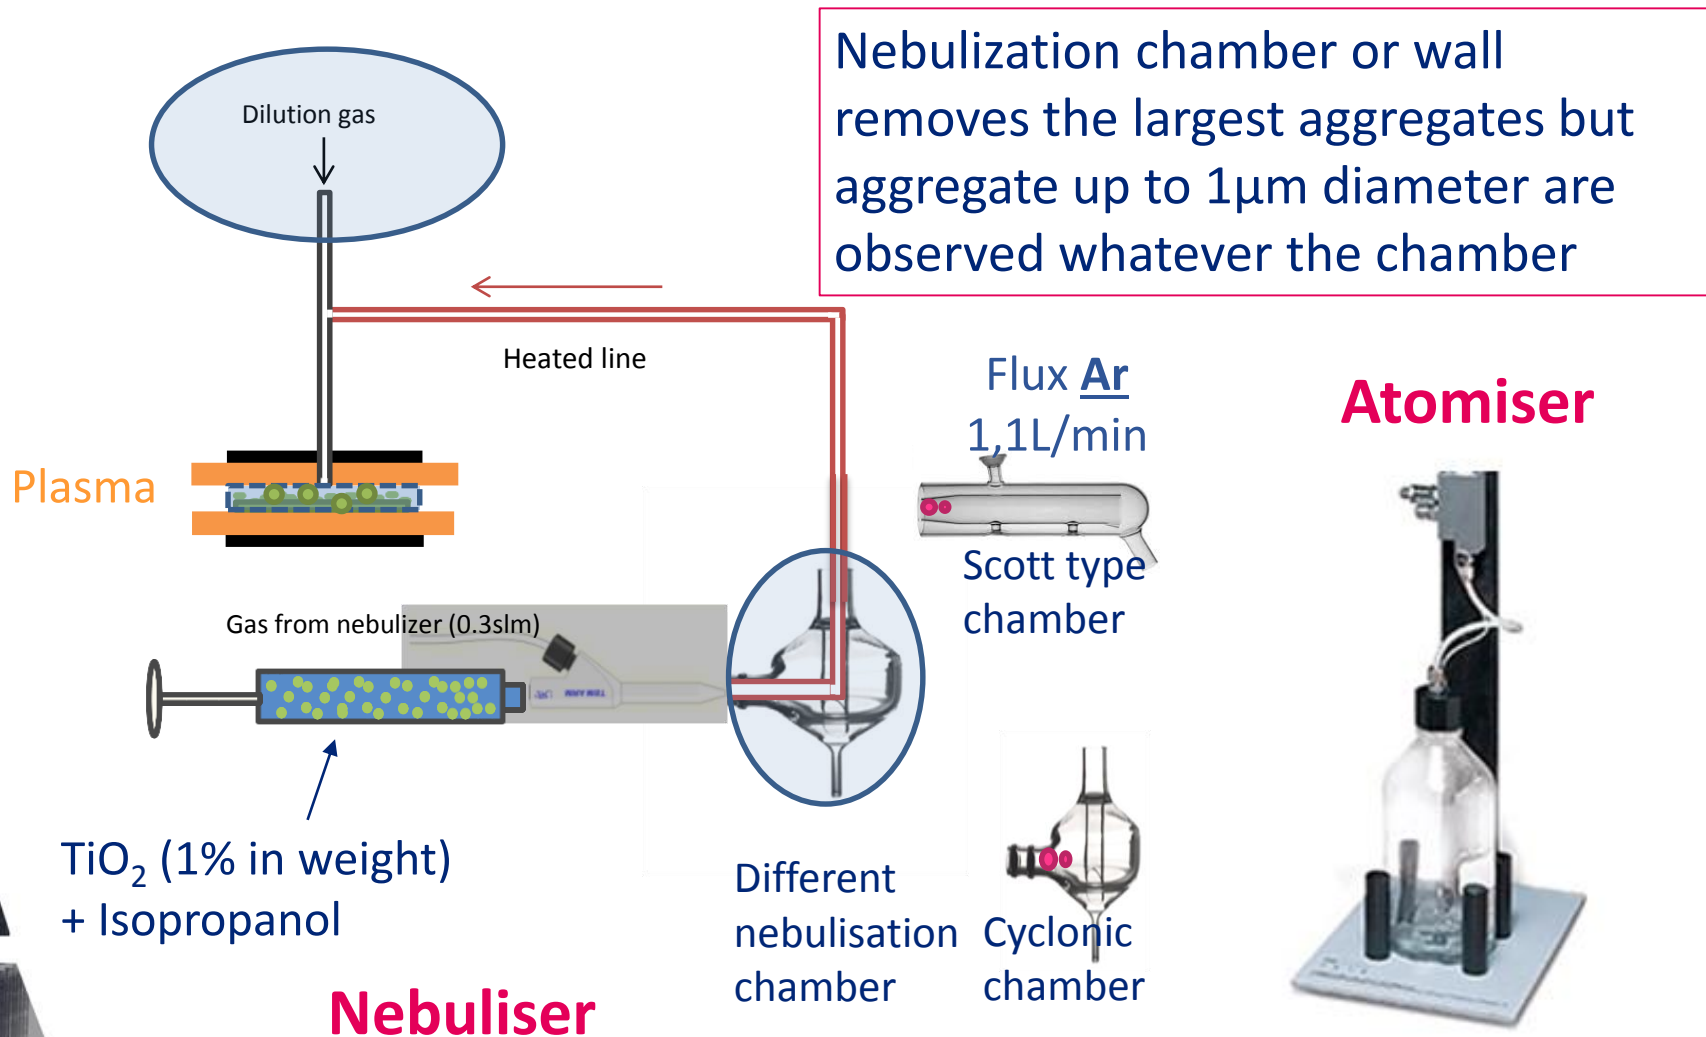 Nebulization chamber or wall
removes the largest aggregates but
aggregate up to 1µm diameter are
observed whatever the chamber
Dilution gas
Heated line
Flux Ar
1,1L/min
Atomiser
Plasma
Scott type
chamber
Gas from nebulizer (0.3slm)
TiO₂ (1% in weight)
+ Isopropanol
Different
nebulisation
chamber
Cyclonic
chamber
Nebuliser